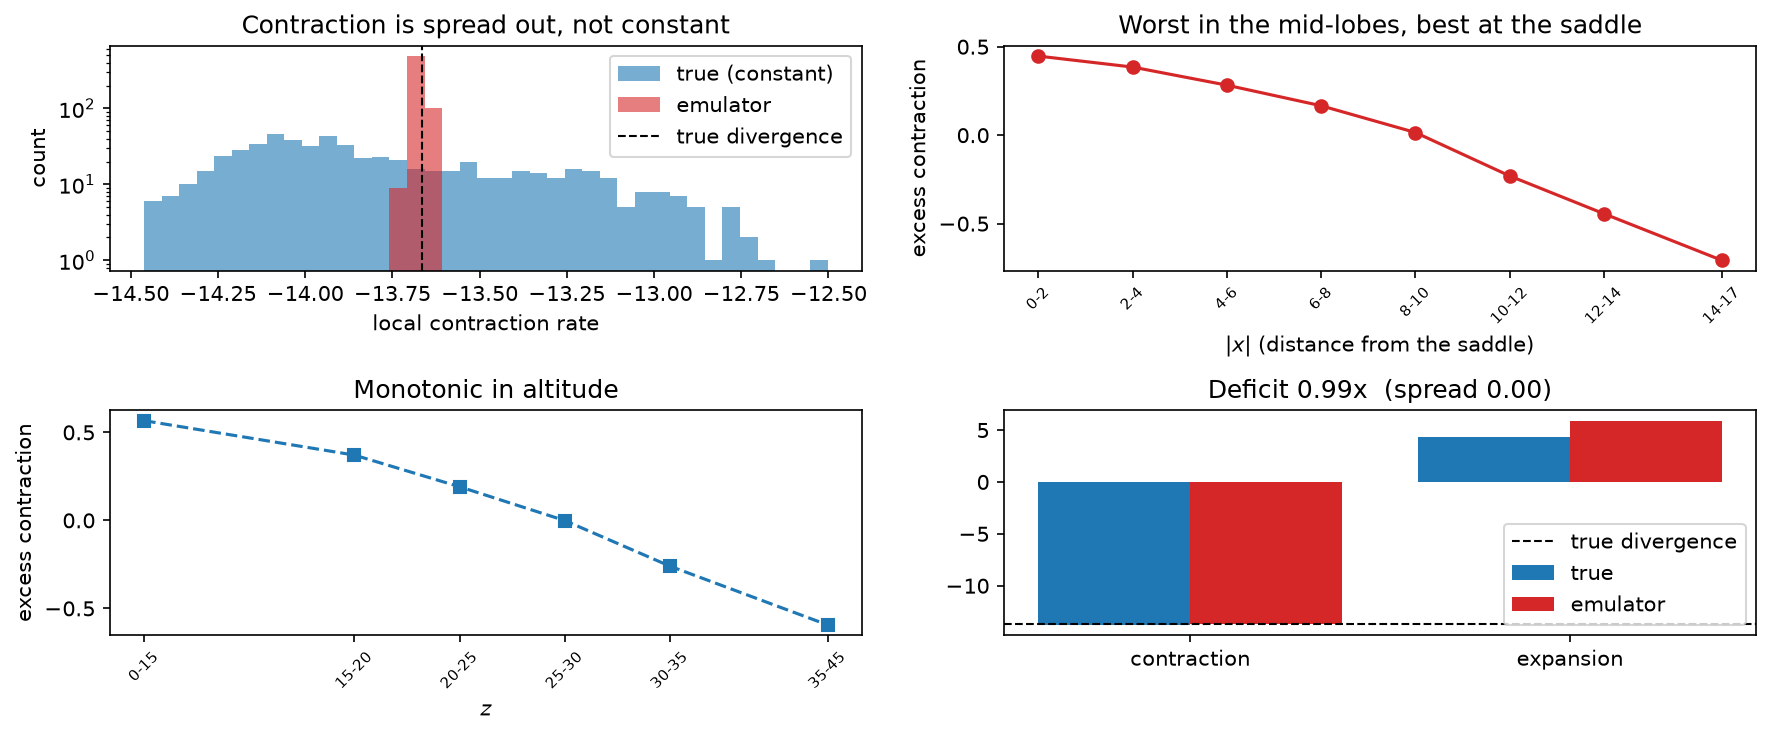 Contraction is spread out, not constant
count
10²
10¹
10⁰
true (constant)
emulator
true divergence
−14.50 −14.25 −14.00 −13.75 −13.50 −13.25 −13.00 −12.75 −12.50
local contraction rate
Worst in the mid-lobes, best at the saddle
excess contraction
0.5
0.0
−0.5
0-2 2-4 4-6 6-8 8-10 10-12 12-14 14-17
|x| (distance from the saddle)
Monotonic in altitude
excess contraction
0.5
0.0
−0.5
0-15 15-20 20-25 25-30 30-35 35-45
z
Deficit 0.99x (spread 0.00)
5
0
−5
−10
true divergence
true
emulator
contraction expansion